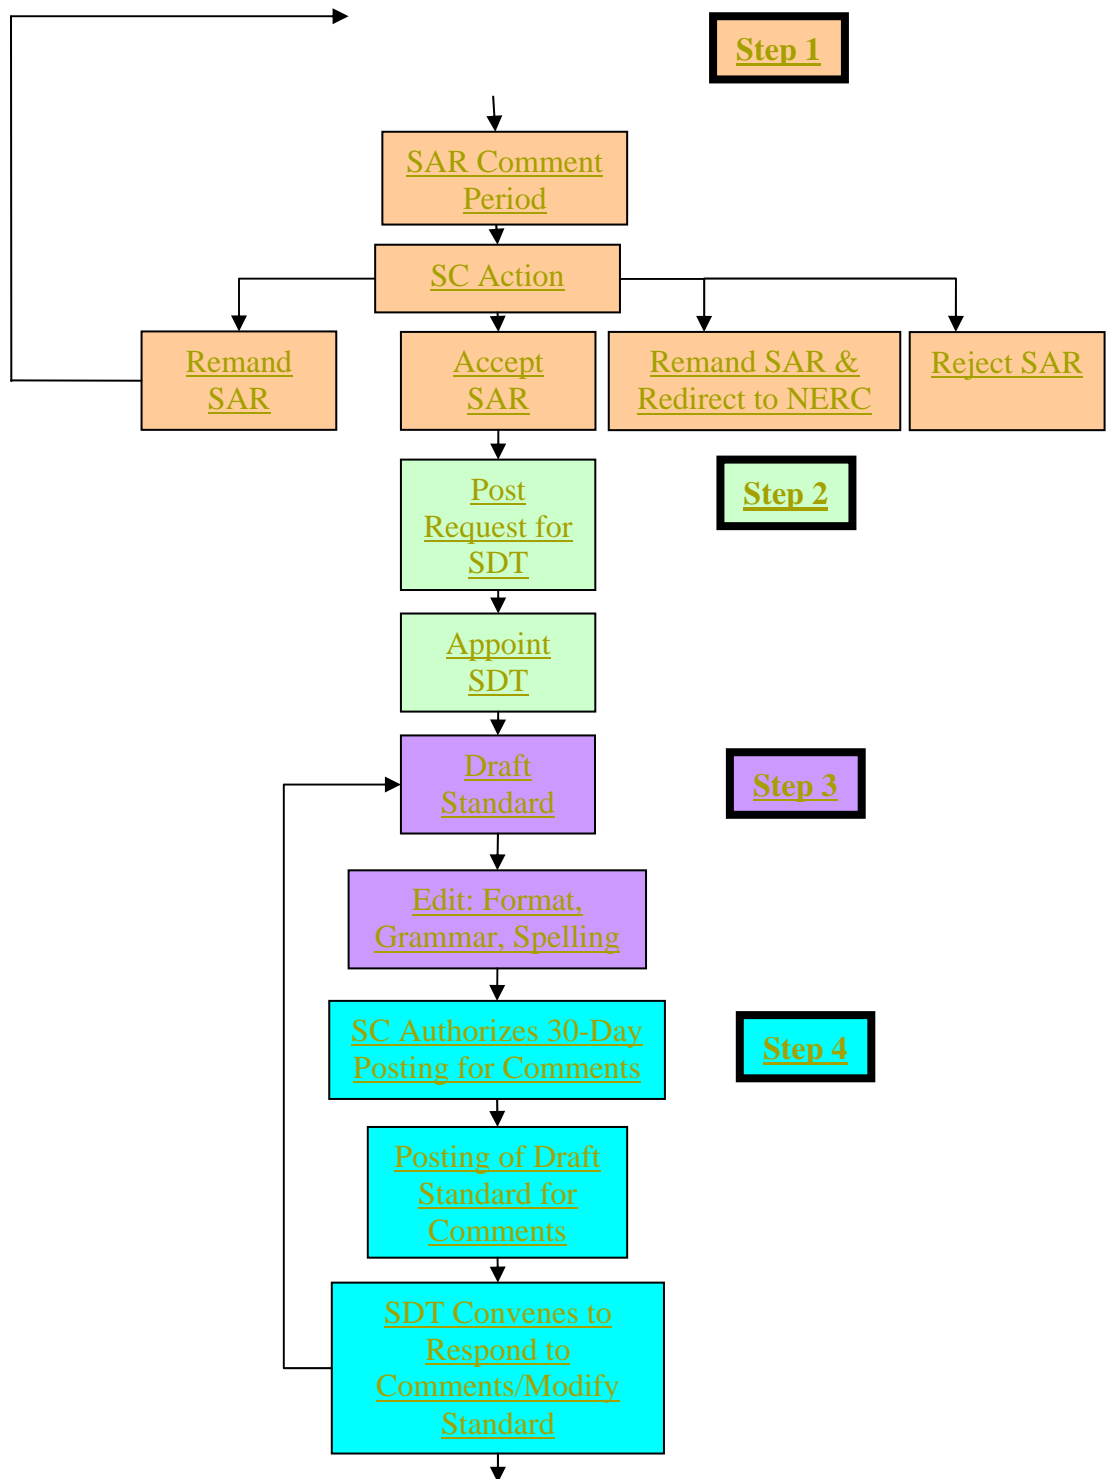 Step 1
SAR Comment
Period
SC Action
Remand
SAR
Accept
SAR
Remand SAR &
Redirect to NERC
Reject SAR
Post
Request for
SDT
Step 2
Appoint
SDT
Draft
Standard
Step 3
Edit: Format,
Grammar, Spelling
SC Authorizes 30-Day
Posting for Comments
Step 4
Posting of Draft
Standard for
Comments
SDT Convenes to
Respond to
Comments/Modify
Standard